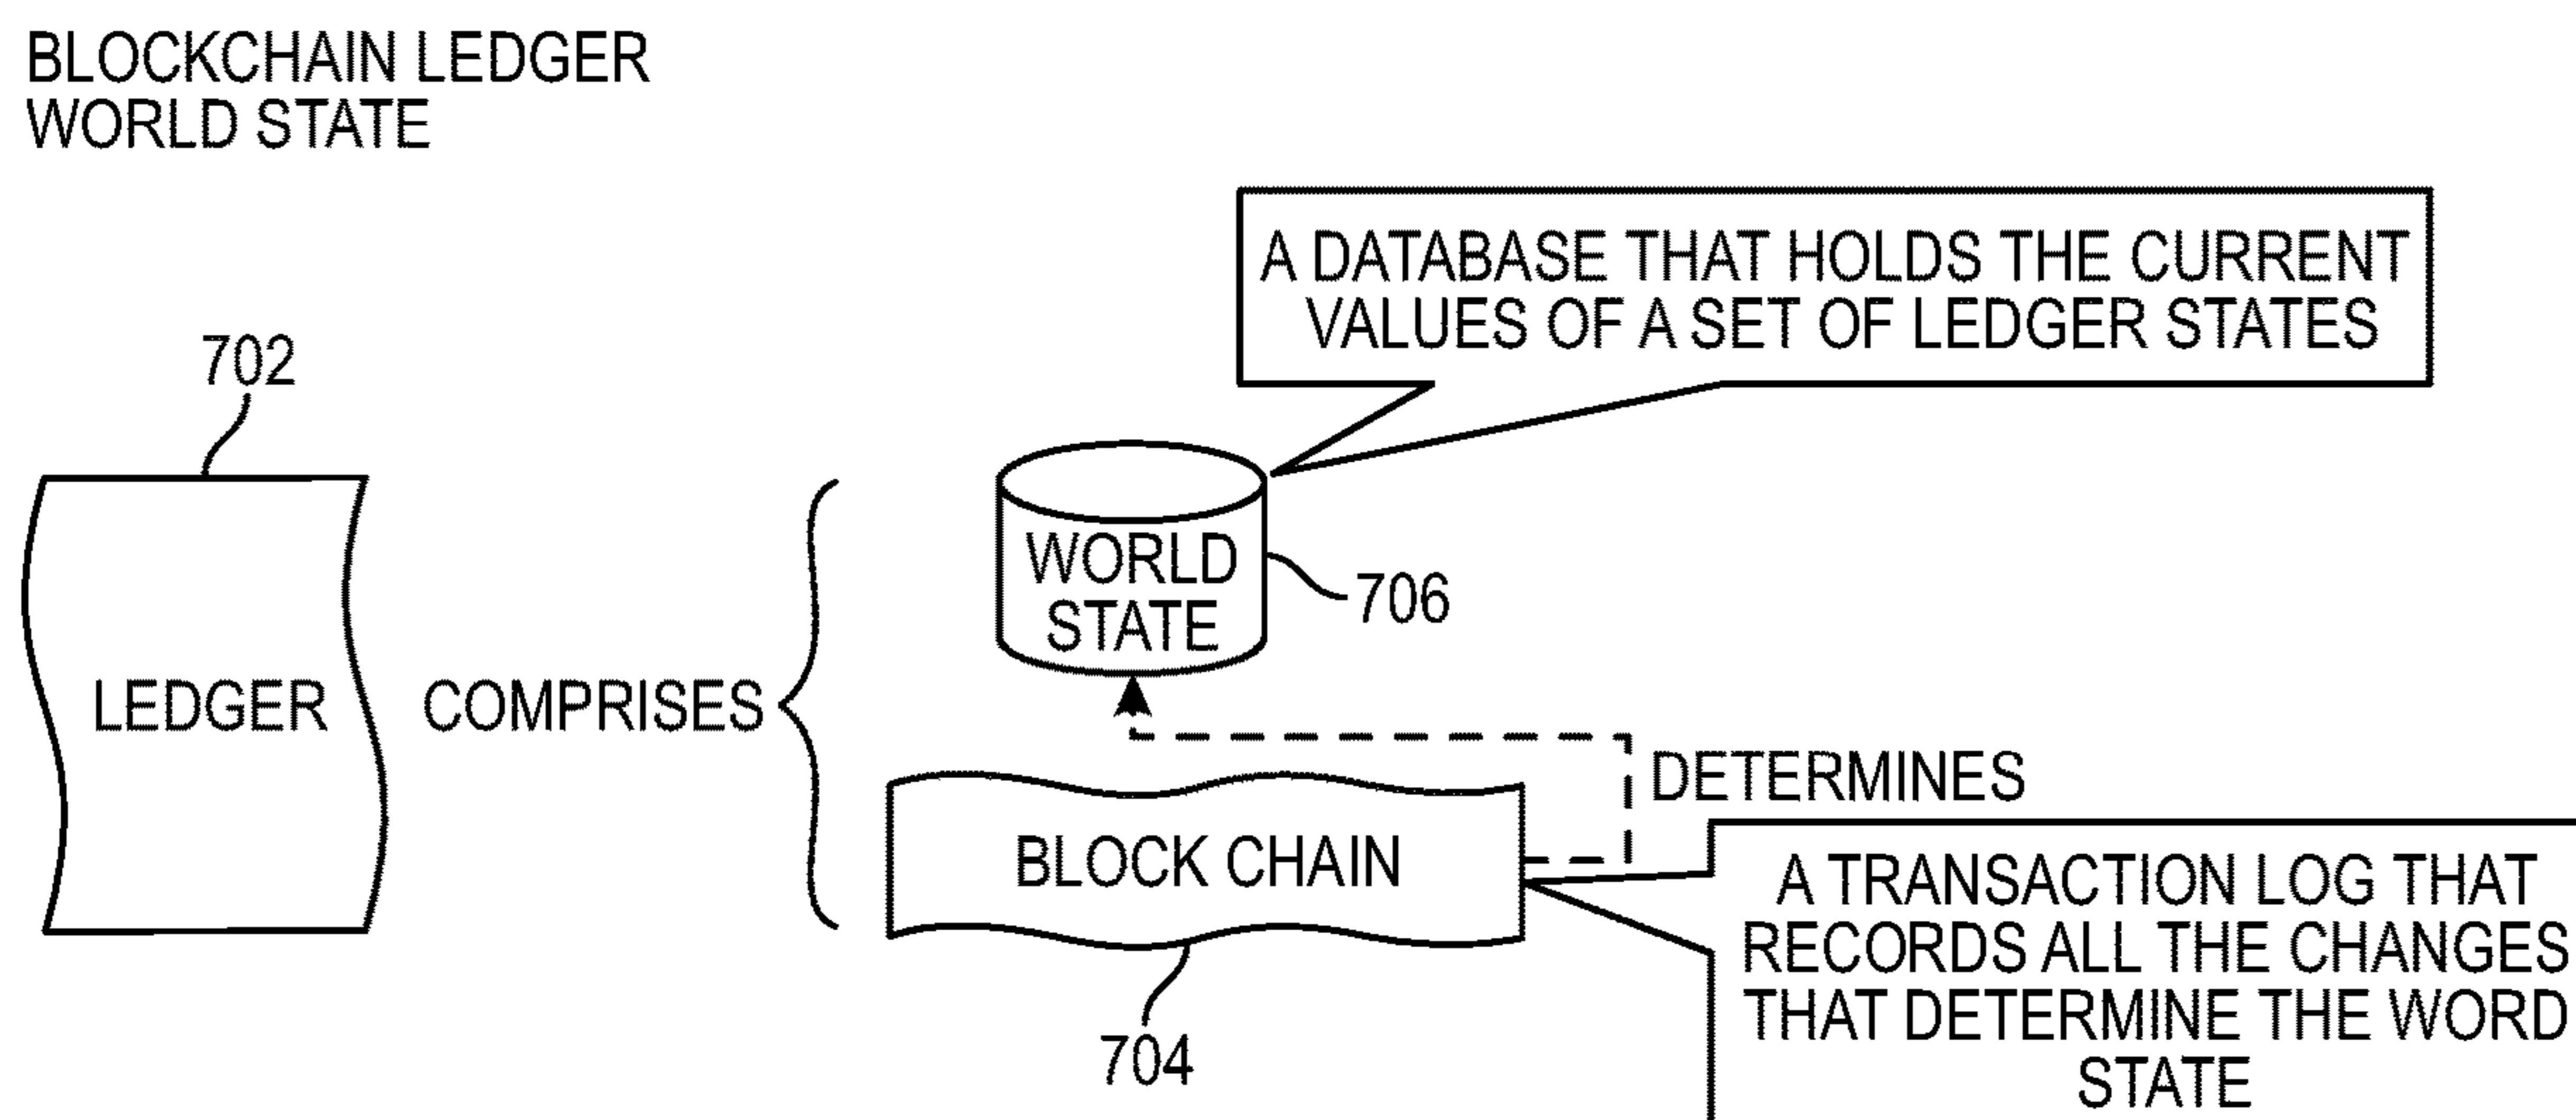 BLOCKCHAIN LEDGER
WORLD STATE
A DATABASE THAT HOLDS THE CURRENT
VALUES OF A SET OF LEDGER STATES
702
WORLD
STATE
706
LEDGER
COMPRISES
DETERMINES
BLOCK CHAIN
A TRANSACTION LOG THAT
RECORDS ALL THE CHANGES
THAT DETERMINE THE WORD
STATE
704